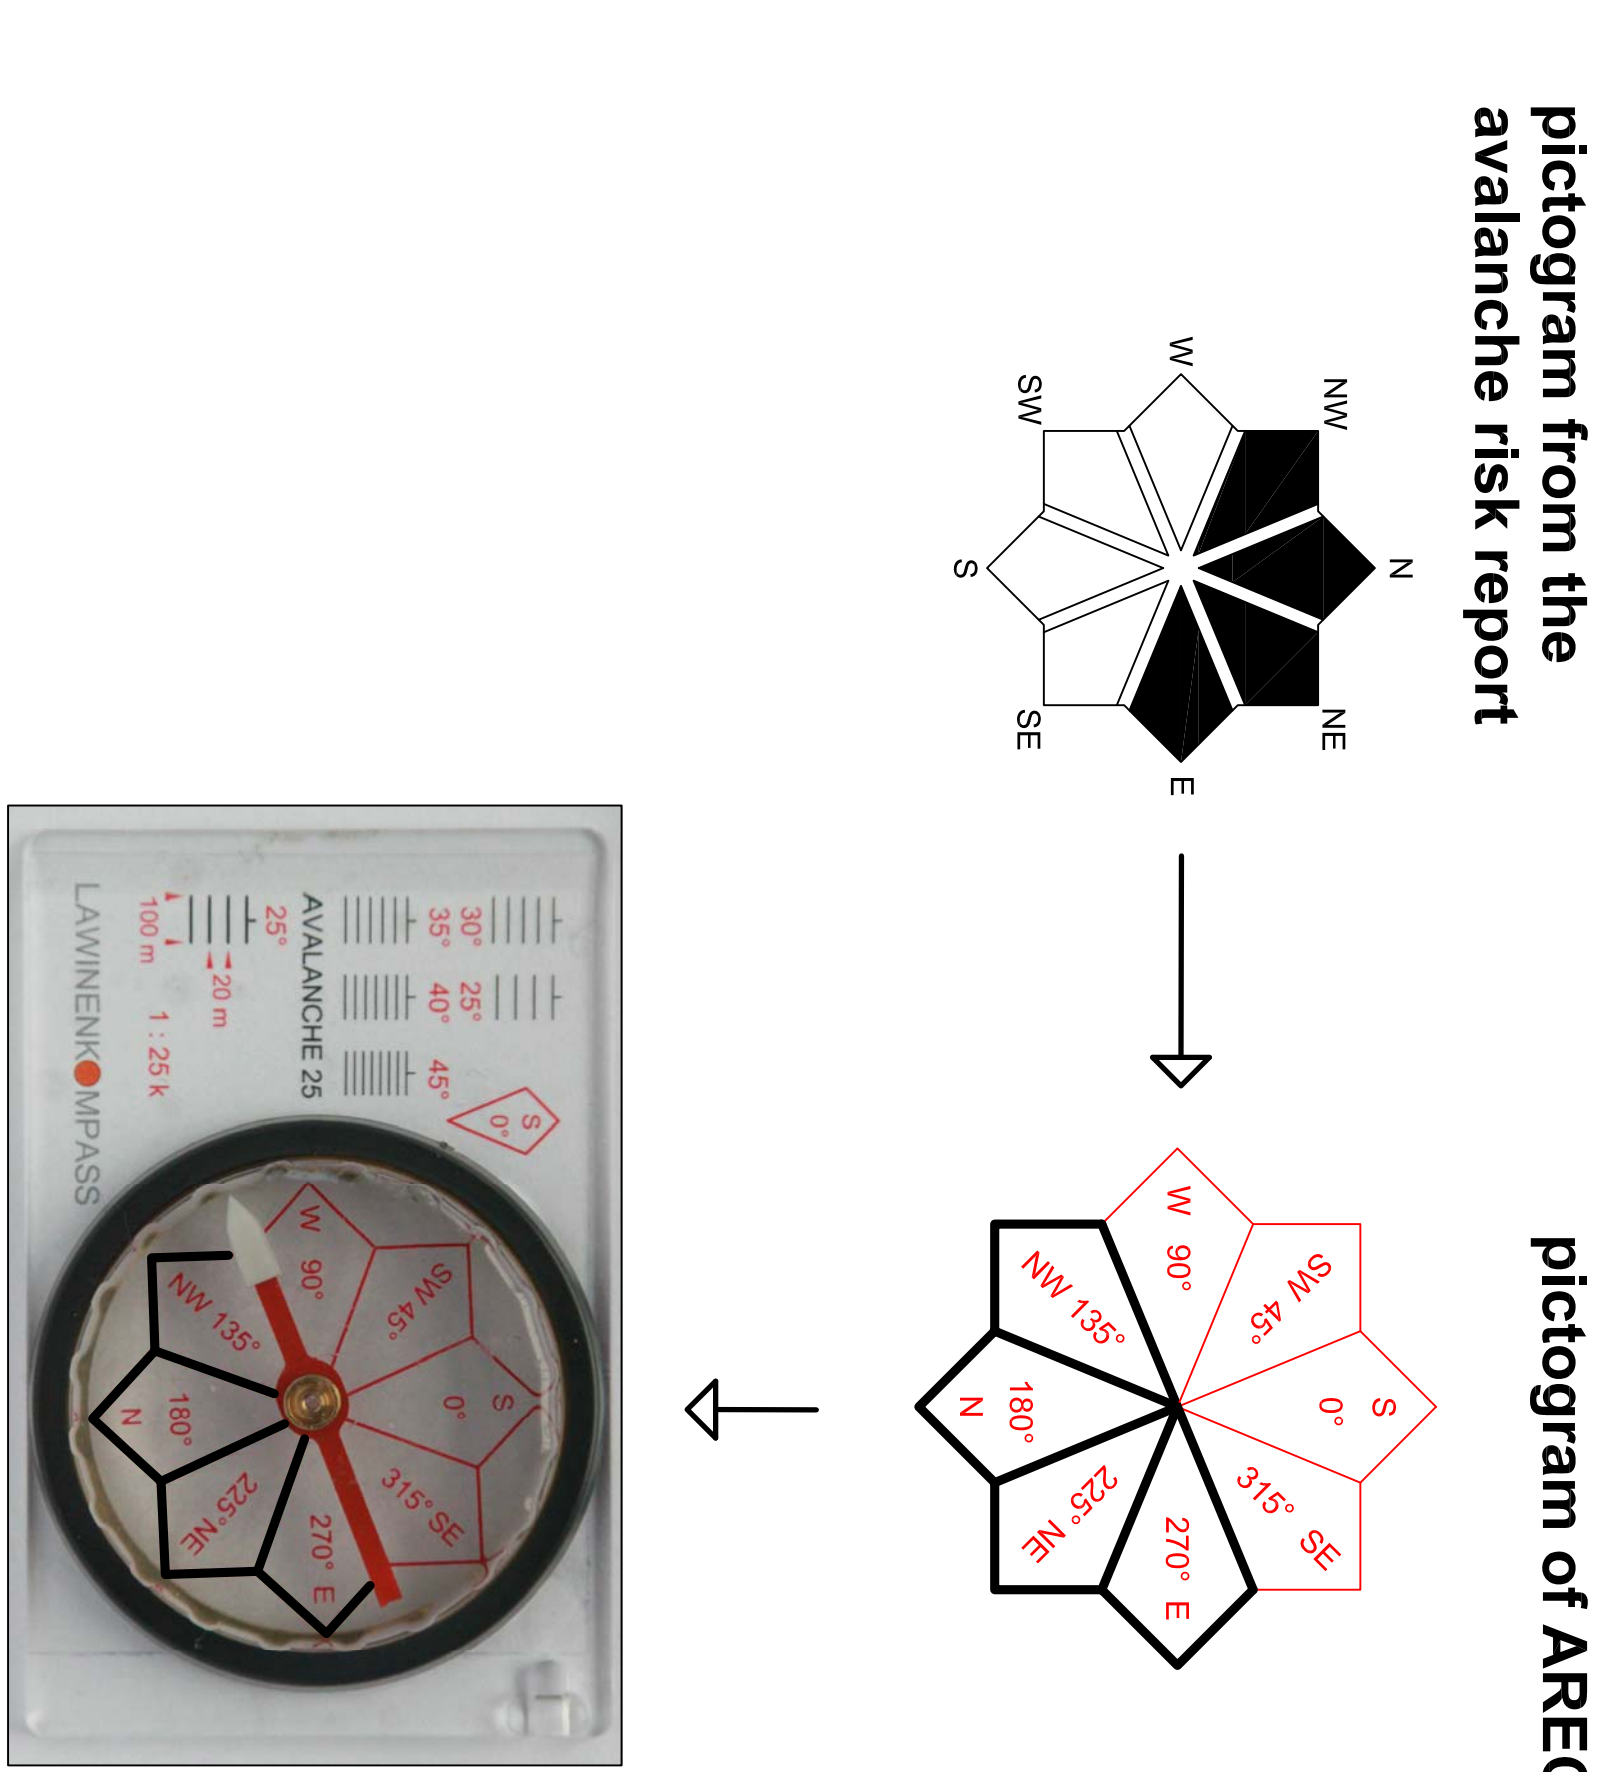 pictogram from the
avalanche risk report
N
NW
NE
W
E
SW
SE
S
pictogram of
S
0°
SW 45°
315° SE
W 90°
270° E
NW 135°
225° NE
180°
N
30°
25°
35°
40°
45°
S
0°
AVALANCHE 25
25°
20 m
100 m
1 : 25 k
LAWINENKOMPASS
S
0°
SW 45°
315° SE
W 90°
270° E
NW 135°
225° NE
180°
N